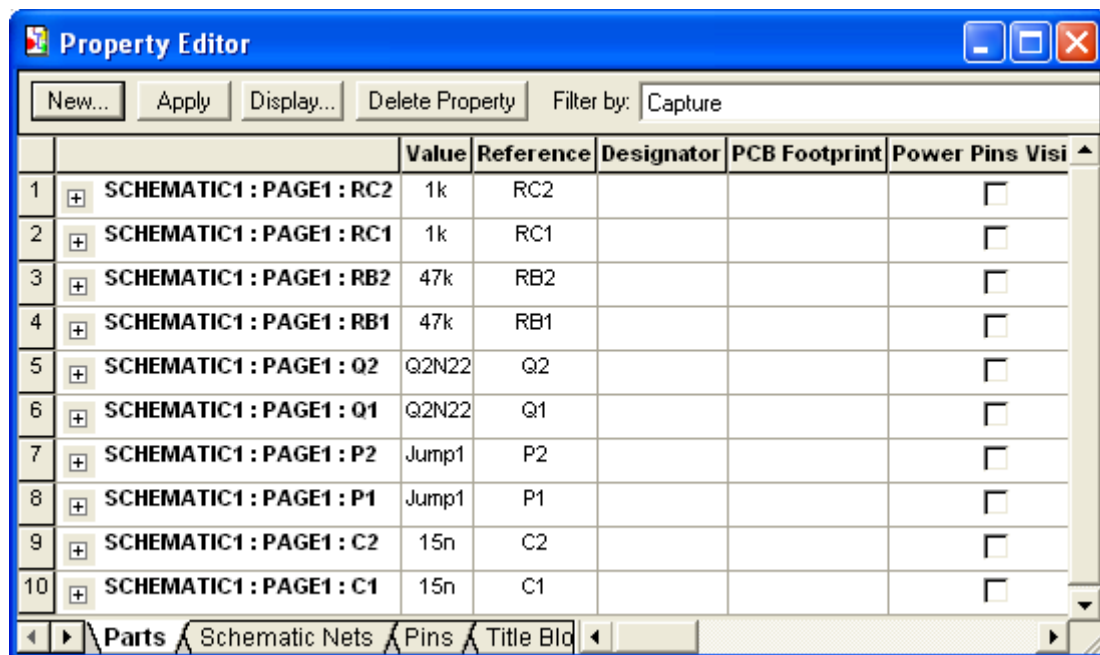 Property Editor
New... Apply Display... Delete Property Filter by: Capture
Value Reference Designator PCB Footprint Power Pins Visi
1 SCHEMATIC1 : PAGE1 : RC2 1k RC2
2 SCHEMATIC1 : PAGE1 : RC1 1k RC1
3 SCHEMATIC1 : PAGE1 : RB2 47k RB2
4 SCHEMATIC1 : PAGE1 : RB1 47k RB1
5 SCHEMATIC1 : PAGE1 : Q2 Q2N22 Q2
6 SCHEMATIC1 : PAGE1 : Q1 Q2N22 Q1
7 SCHEMATIC1 : PAGE1 : P2 Jump1 P2
8 SCHEMATIC1 : PAGE1 : P1 Jump1 P1
9 SCHEMATIC1 : PAGE1 : C2 15n C2
10 SCHEMATIC1 : PAGE1 : C1 15n C1
Parts Schematic Nets Pins Title Blo